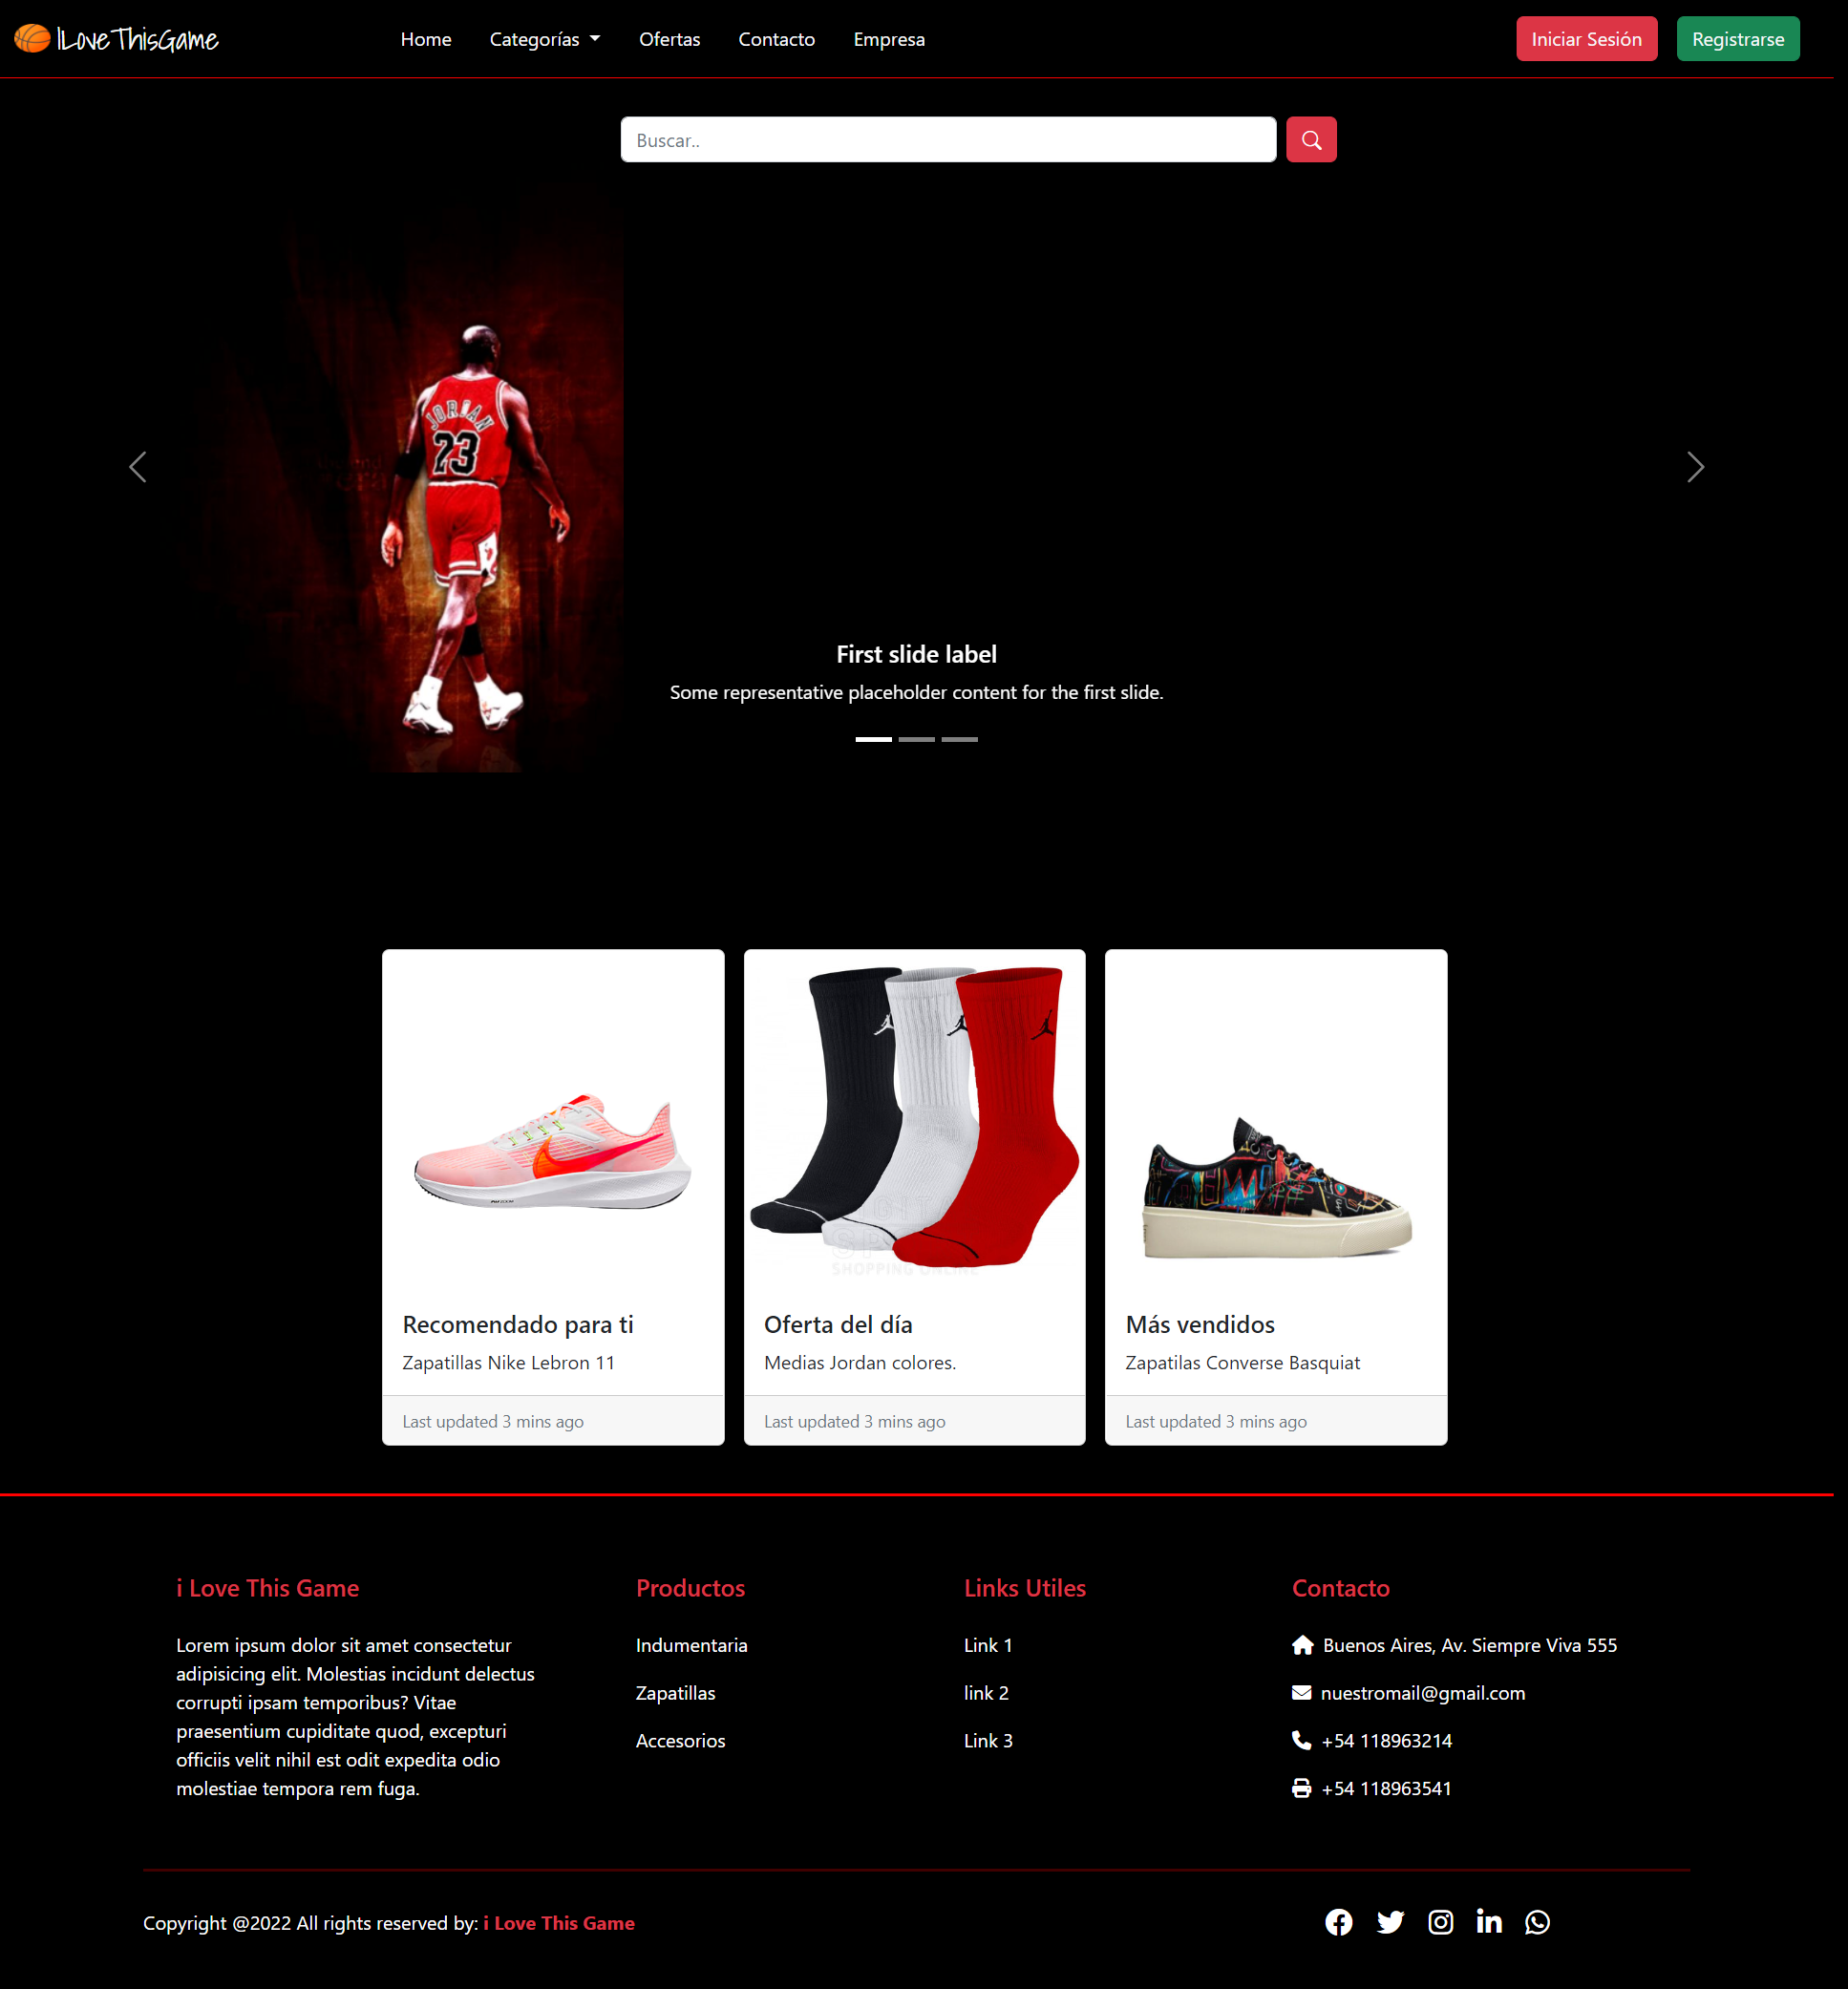 ILoveThisGame
Home
Categorías
Ofertas
Contacto
Empresa
Iniciar Sesión
Registrarse
Buscar..
JORDAN
23
First slide label
Some representative placeholder content for the first slide.
SHOPPING ONLINE
Recomendado para ti
Zapatillas Nike Lebron 11
Last updated 3 mins ago
Oferta del día
Medias Jordan colores.
Last updated 3 mins ago
Más vendidos
Zapatilas Converse Basquiat
Last updated 3 mins ago
i Love This Game
Lorem ipsum dolor sit amet consectetur
adipisicing elit. Molestias incidunt delectus
corrupti ipsam temporibus? Vitae
praesentium cupiditate quod, excepturi
officiis velit nihil est odit expedita odio
molestiae tempora rem fuga.
Productos
Indumentaria
Zapatillas
Accesorios
Links Utiles
Link 1
link 2
Link 3
Contacto
Buenos Aires, Av. Siempre Viva 555
nuestromail@gmail.com
+54 118963214
+54 118963541
Copyright @2022 All rights reserved by: i Love This Game